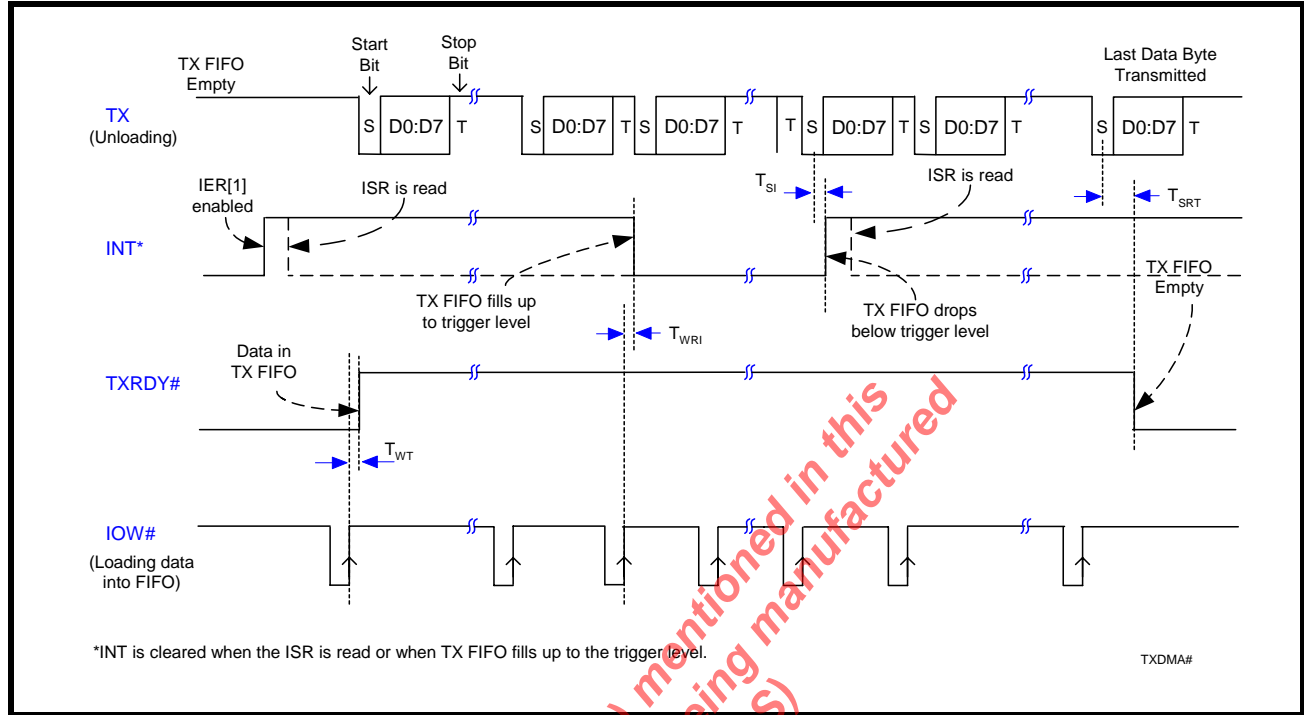 TX FIFO
Empty
Start
Bit
Stop
Bit
Last Data Byte
Transmitted
TX
(Unloading)
S D0:D7 T S D0:D7 T S D0:D7 T T S D0:D7 T S D0:D7 T S D0:D7 T
IER[1]
enabled
ISR is read
TSI
ISR is read
TSRT
INT*
TX FIFO fills up
to trigger level
TX FIFO drops
below trigger level
TX FIFO
Empty
TWRI
Data in
TX FIFO
TXRDY#
TWT
IOW#
(Loading data
into FIFO)
*INT is cleared when the ISR is read or when TX FIFO fills up to the trigger level.
TXDMA#
) mentioned in this
eing manufactured
S)